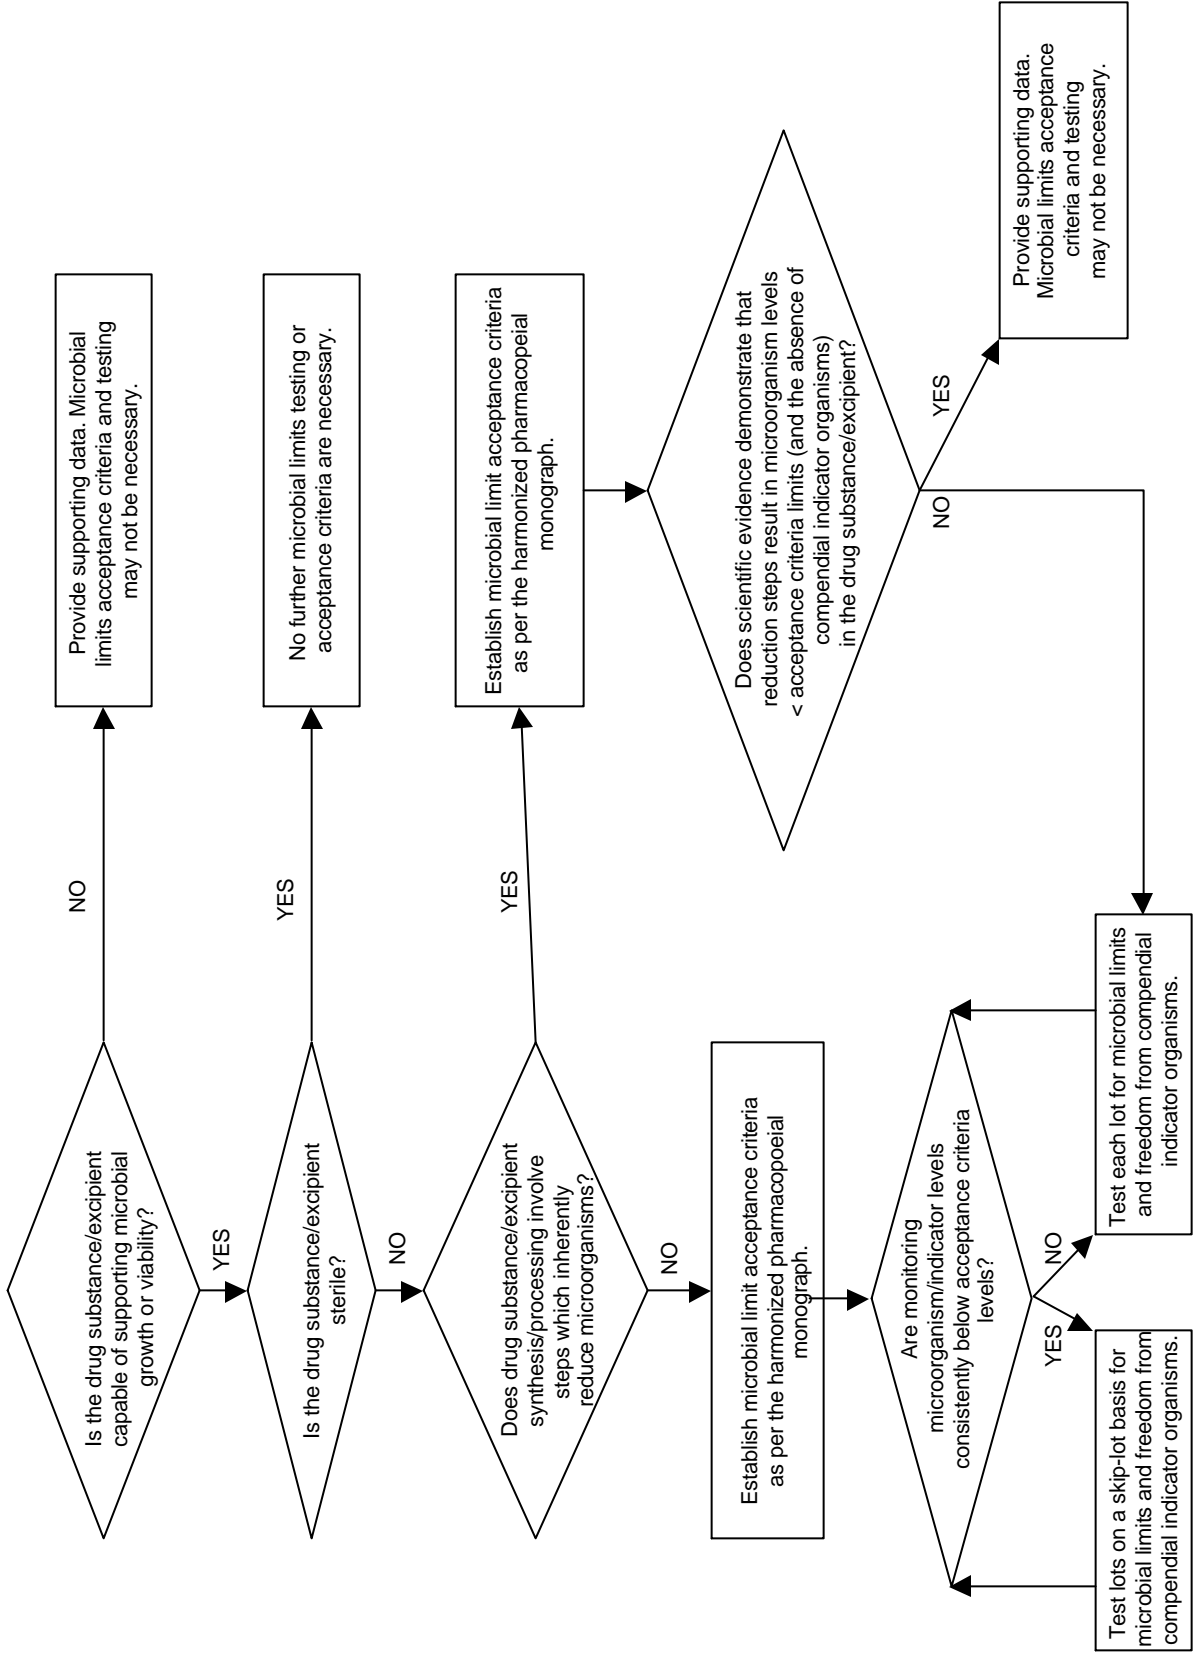 Is the drug substance/excipient
capable of supporting microbial
growth or viability?
NO
Provide supporting data. Microbial
limits acceptance criteria and testing
may not be necessary.
YES
Is the drug substance/excipient
sterile?
YES
No further microbial limits testing or
acceptance criteria are necessary.
NO
Does drug substance/excipient
synthesis/processing involve
steps which inherently
reduce microorganisms?
YES
Establish microbial limit acceptance criteria
as per the harmonized pharmacopeial
monograph.
NO
Establish microbial limit acceptance criteria
as per the harmonized pharmacopoeial
monograph.
Does scientific evidence demonstrate that
reduction steps result in microorganism levels
< acceptance criteria limits (and the absence of
compendial indicator organisms)
in the drug substance/excipient?
YES
Provide supporting data.
Microbial limits acceptance
criteria and testing
may not be necessary.
NO
Are monitoring
microorganism/indicator levels
consistently below acceptance criteria
levels?
YES
NO
Test lots on a skip-lot basis for
microbial limits and freedom from
compendial indicator organisms.
Test each lot for microbial limits
and freedom from compendial
indicator organisms.